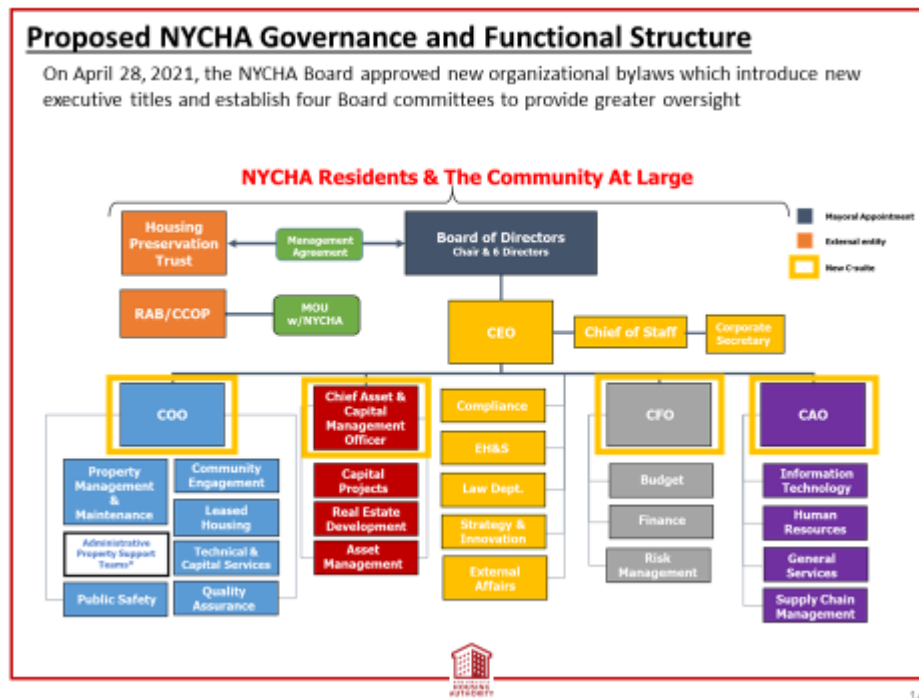 Proposed NYCHA Governance and Functional Structure
On April 28, 2021, the NYCHA Board approved new organizational bylaws which introduce new
executive titles and establish four Board committees to provide greater oversight
NYCHA Residents & The Community At Large
Housing
Preservation
Trust
Management
Agreement
Board of Directors
Chair & 6 Directors
Mayoral Appointment
External entity
New C-suite
RAB/CCOP
MOU
w/NYCHA
CEO
Chief of Staff
Corporate
Secretary
COO
Chief Asset &
Capital
Management
Officer
Compliance
CFO
CAO
Property
Management
&
Maintenance
Community
Engagement
Leased
Housing
Administrative
Property Support
Teams*
Technical &
Capital Services
Public Safety
Quality
Assurance
Capital
Projects
Real Estate
Development
Asset
Management
EH&S
Law Dept.
Strategy &
Innovation
External
Affairs
Budget
Finance
Risk
Management
Information
Technology
Human
Resources
General
Services
Supply Chain
Management
HOUSING
AUTHORITY